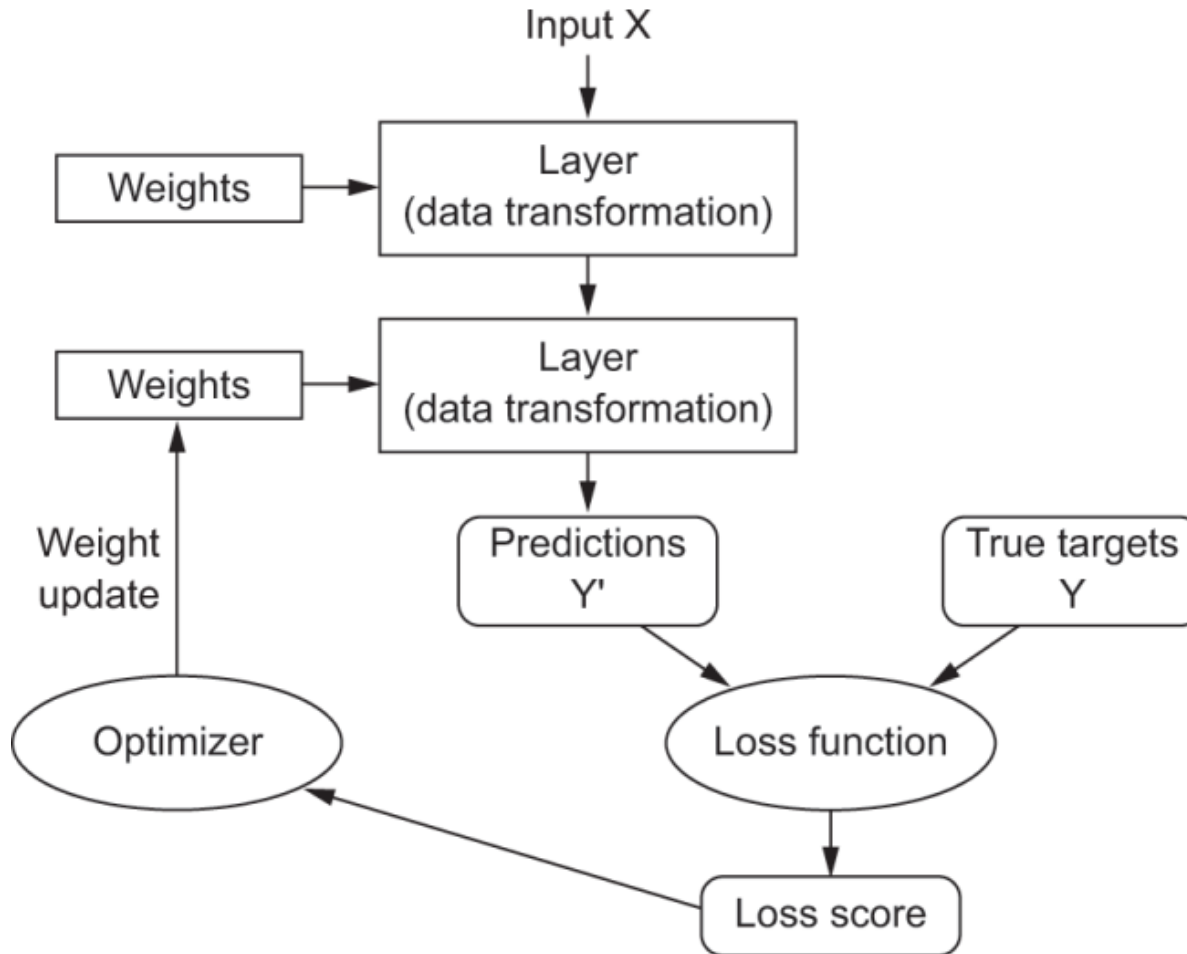 Input X
Weights
Layer
(data transformation)
Weights
Layer
(data transformation)
Weight
update
Predictions
Y'
True targets
Y
Optimizer
Loss function
Loss score